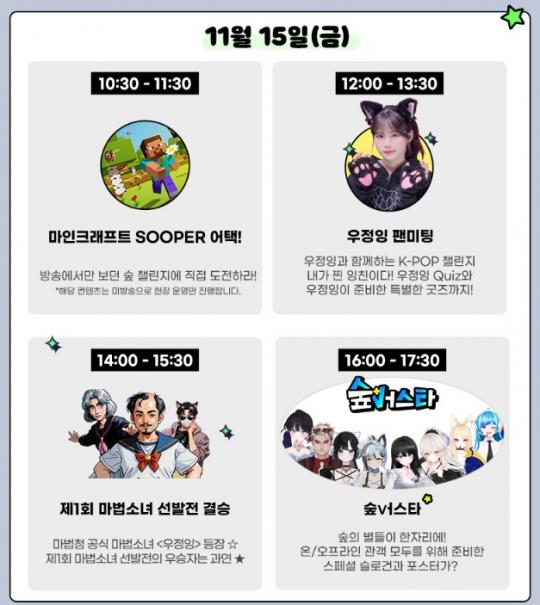 11월 15일(금)
10:30 - 11:30
마인크래프트 SOOPER 어택!
방송에서만 보던 숲 챌린지에 직접 도전하라!
*해당 컨텐츠는 미방송으로 현장 운영만 진행합니다.
12:00 - 13:30
우정잉 팬미팅
우정잉과 함께하는 K-POP 챌린지
내가 찐 잉친이다! 우정잉 Quiz와
우정잉이 준비한 특별한 굿즈까지!
14:00 - 15:30
제1회 마법소녀 선발전 결승
마법청 공식 마법소녀 <우정잉> 등장 ☆
제1회 마법소녀 선발전의 우승자는 과연 ★
16:00 - 17:30
숲버스타
숲버스타
숲의 별들이 한자리에!
온/오프라인 관객 모두를 위해 준비한
스페셜 슬로건과 포스터가?